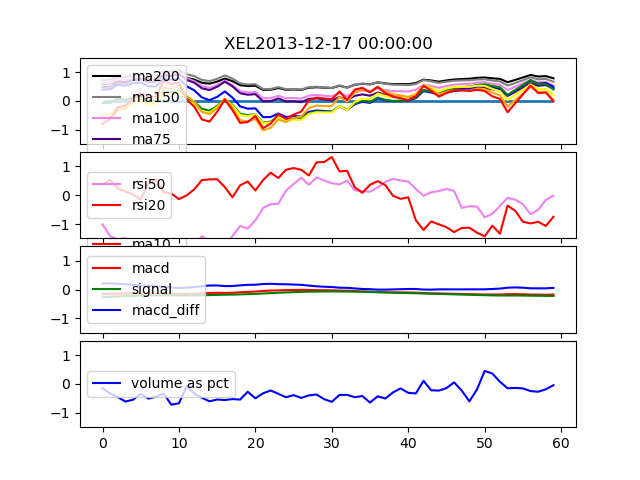 XEL2013-12-17 00:00:00
1
0
−1
ma200
ma150
ma100
ma75
1
0
−1
rsi50
rsi20
ma10
1
0
−1
macd
signal
macd_diff
1
0
−1
volume as pct
0 10 20 30 40 50 60